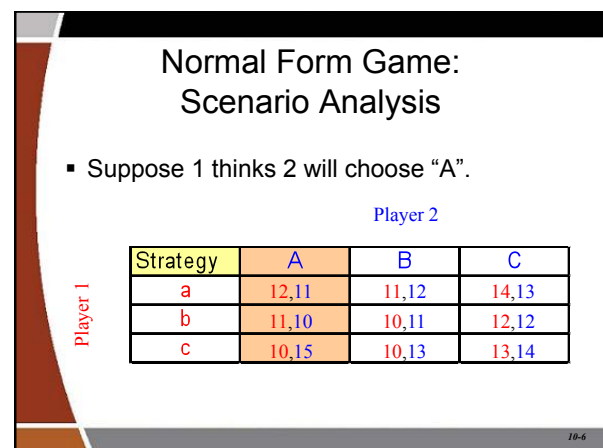 Normal Form Game:
Scenario Analysis
▪ Suppose 1 thinks 2 will choose “A”.
Player 2
Player 1
Strategy A B C
a 12,11 11,12 14,13
b 11,10 10,11 12,12
c 10,15 10,13 13,14
10-6